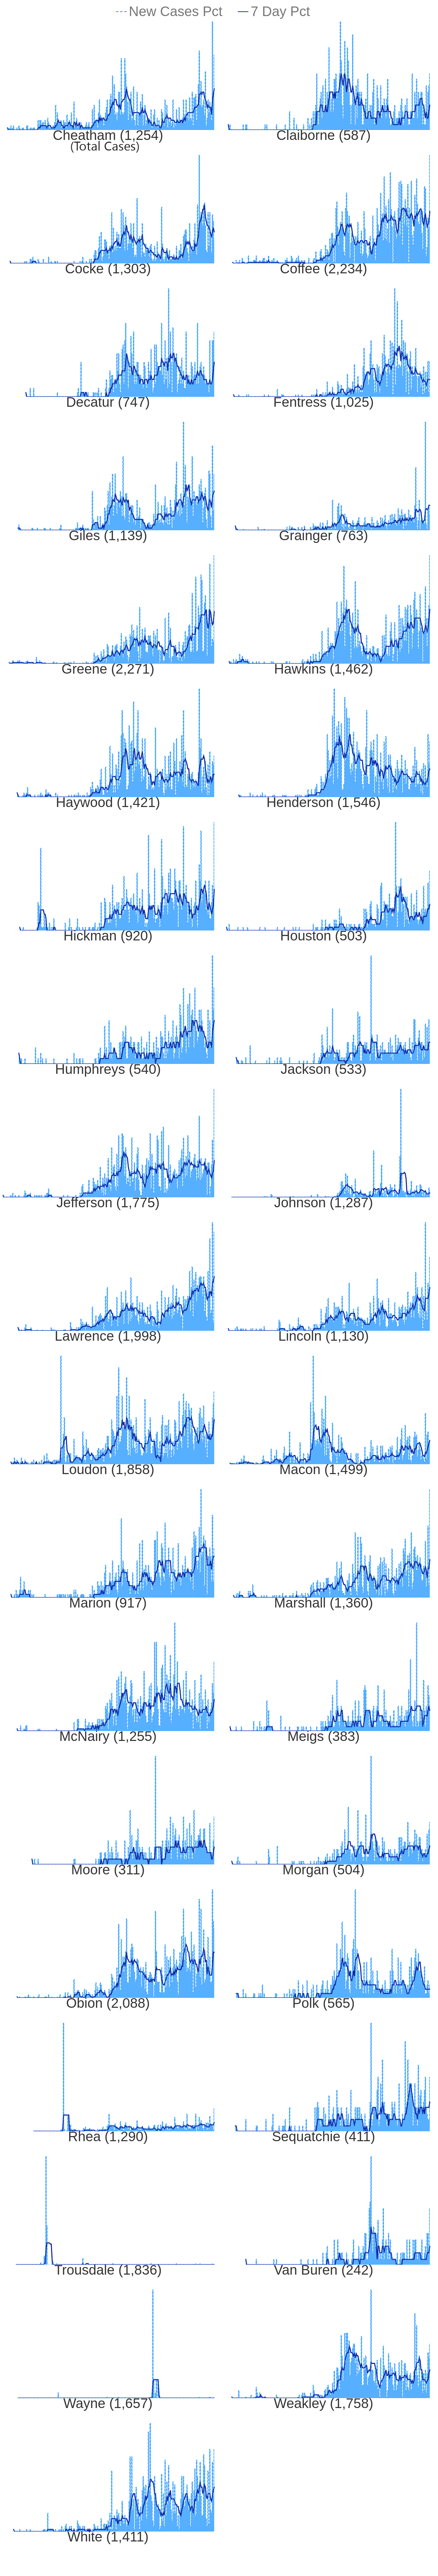 New Cases Pct 7 Day Pct
Cheatham (1,254) Claiborne (587)
(Total Cases)
Cocke (1,303) Coffee (2,234)
Decatur (747) Fentress (1,025)
Giles (1,139) Grainger (763)
Greene (2,271) Hawkins (1,462)
Haywood (1,421) Henderson (1,546)
Hickman (920) Houston (503)
Humphreys (540) Jackson (533)
Jefferson (1,775) Johnson (1,287)
Lawrence (1,998) Lincoln (1,130)
Loudon (1,858) Macon (1,499)
Marion (917) Marshall (1,360)
McNairy (1,255) Meigs (383)
Moore (311) Morgan (504)
Obion (2,088) Polk (565)
Rhea (1,290) Sequatchie (411)
Trousdale (1,836) Van Buren (242)
Wayne (1,657) Weakley (1,758)
White (1,411)